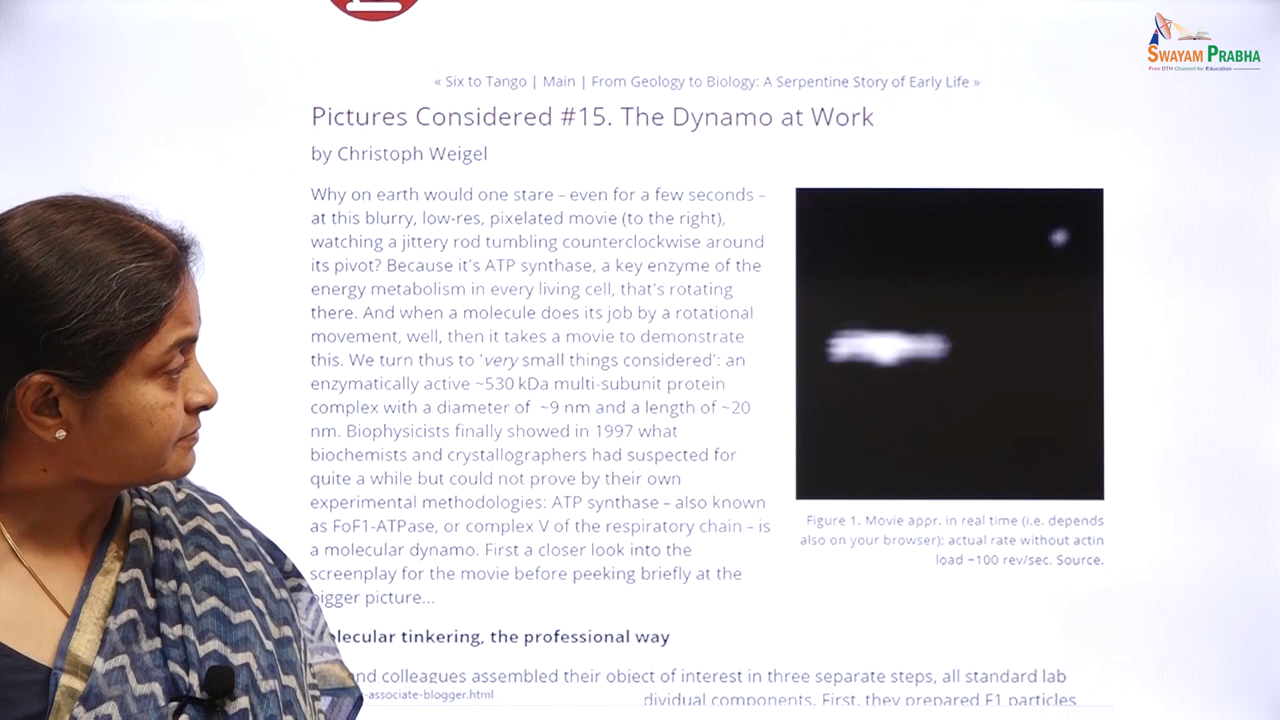 SWAYAM PRABHA
Free DTH Channel for Education
« Six to Tango | Main | From Geology to Biology: A Serpentine Story of Early Life »
Pictures Considered #15. The Dynamo at Work
by Christoph Weigel
Why on earth would one stare – even for a few seconds –
at this blurry, low-res, pixelated movie (to the right),
watching a jittery rod tumbling counterclockwise around
its pivot? Because it's ATP synthase, a key enzyme of the
energy metabolism in every living cell, that's rotating
there. And when a molecule does its job by a rotational
movement, well, then it takes a movie to demonstrate
this. We turn thus to 'very small things considered': an
enzymatically active ~530 kDa multi-subunit protein
complex with a diameter of ~9 nm and a length of ~20
nm. Biophysicists finally showed in 1997 what
biochemists and crystallographers had suspected for
quite a while but could not prove by their own
experimental methodologies: ATP synthase – also known
as FoF1-ATPase, or complex V of the respiratory chain – is
a molecular dynamo. First a closer look into the
screenplay for the movie before peeking briefly at the
bigger picture...
Figure 1. Movie appr. in real time (i.e. depends
also on your browser); actual rate without actin
load ~100 rev/sec. Source.
olecular tinkering, the professional way
nd colleagues assembled their object of interest in three separate steps, all standard lab
-associate-blogger.html
dividual components. First, they prepared F1 particles